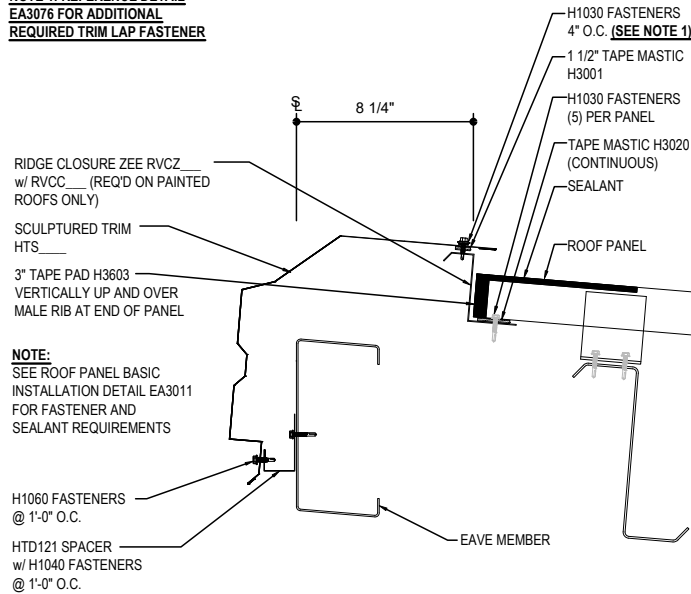 EA3076 FOR ADDITIONAL
REQUIRED TRIM LAP FASTENER
H1030 FASTENERS
4" O.C. (SEE NOTE 1)
1 1/2" TAPE MASTIC
H3001
H1030 FASTENERS
(5) PER PANEL
TAPE MASTIC H3020
(CONTINUOUS)
SEALANT
ROOF PANEL
8 1/4"
RIDGE CLOSURE ZEE RVCZ___
w/ RVCC___ (REQ'D ON PAINTED
ROOFS ONLY)
SCULPTURED TRIM
HTS____
3" TAPE PAD H3603
VERTICALLY UP AND OVER
MALE RIB AT END OF PANEL
NOTE:
SEE ROOF PANEL BASIC
INSTALLATION DETAIL EA3011
FOR FASTENER AND
SEALANT REQUIREMENTS
H1060 FASTENERS
@ 1'-0" O.C.
HTD121 SPACER
w/ H1040 FASTENERS
@ 1'-0" O.C.
EAVE MEMBER